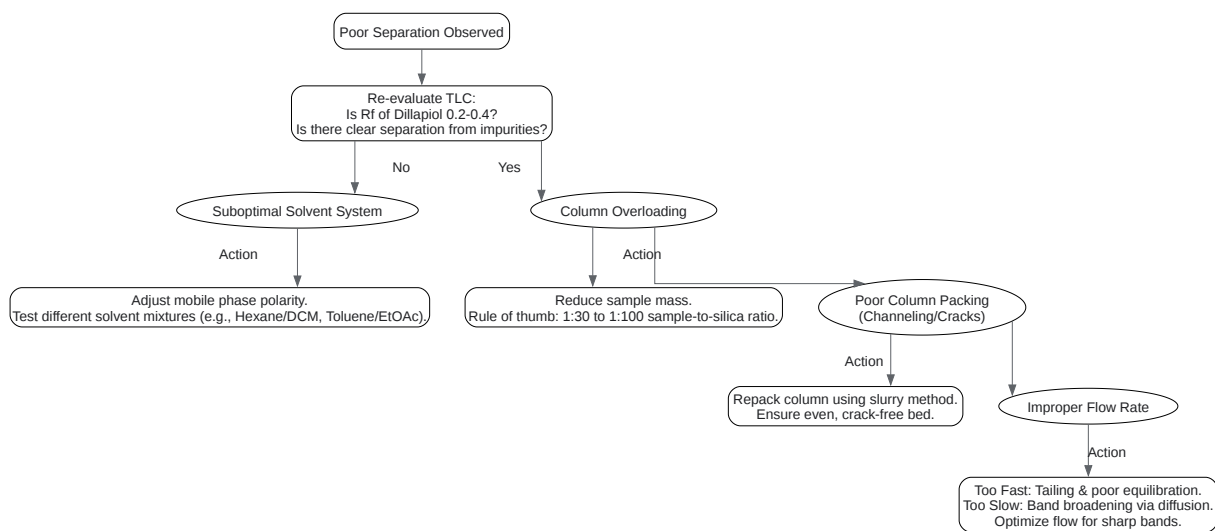 Poor Separation Observed
Re-evaluate TLC:
Is Rf of Dillapiol 0.2-0.4?
Is there clear separation from impurities?
No
Yes
Suboptimal Solvent System
Column Overloading
Action
Action
Adjust mobile phase polarity.
Test different solvent mixtures (e.g., Hexane/DCM, Toluene/EtOAc).
Reduce sample mass.
Rule of thumb: 1:30 to 1:100 sample-to-silica ratio.
Poor Column Packing
(Channeling/Cracks)
Action
Repack column using slurry method.
Ensure even, crack-free bed.
Improper Flow Rate
Action
Too Fast: Tailing & poor equilibration.
Too Slow: Band broadening via diffusion.
Optimize flow for sharp bands.